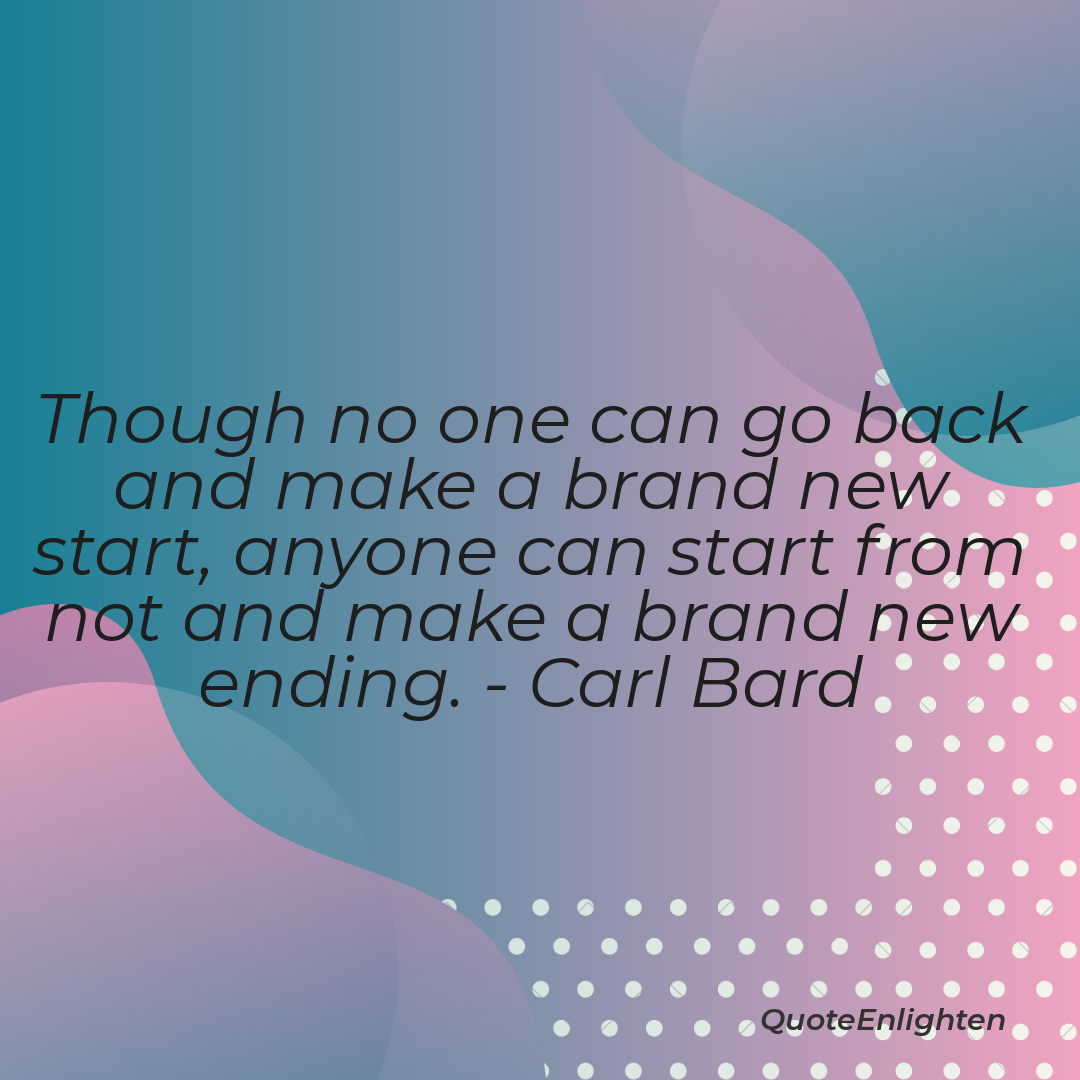 Though no one can go back
and make a brand new
start, anyone can start from
not and make a brand new
ending. - Carl Bard
QuoteEnlighten